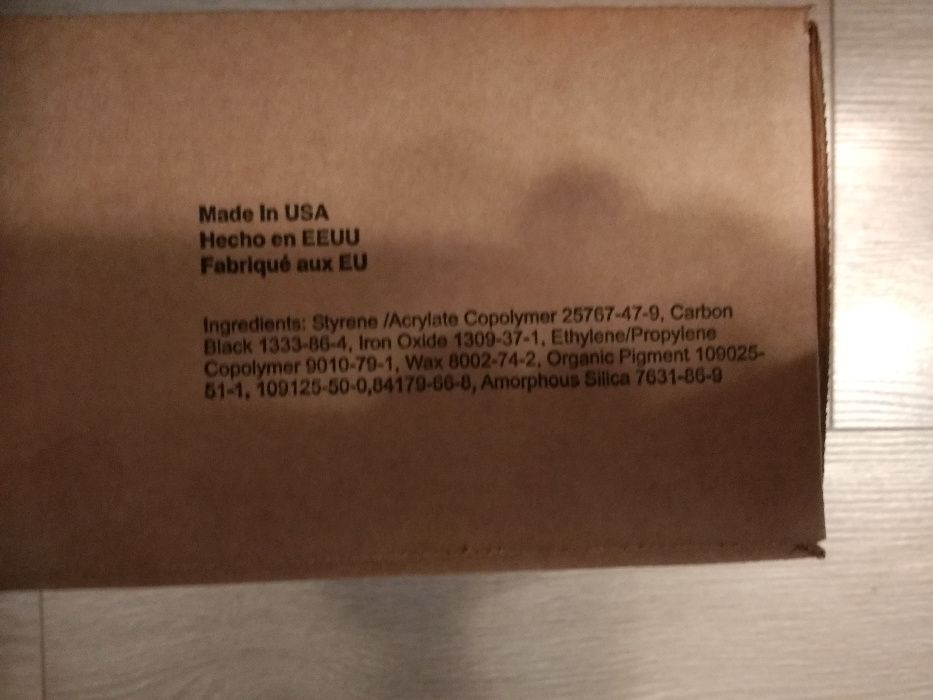 Made In USA
Hecho en EEUU
Fabriqué aux EU
Ingredients: Styrene /Acrylate Copolymer 25767-47-9, Carbon
Black 1333-86-4, Iron Oxide 1309-37-1, Ethylene/Propylene
Copolymer 9010-79-1, Wax 8002-74-2, Organic Pigment 109025-
51-1, 109125-50-0,84179-66-8, Amorphous Silica 7631-86-9